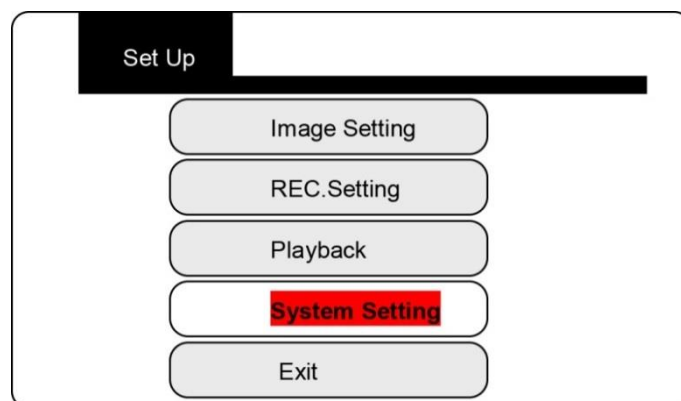 Set Up
Image Setting
REC.Setting
Playback
System Setting
Exit